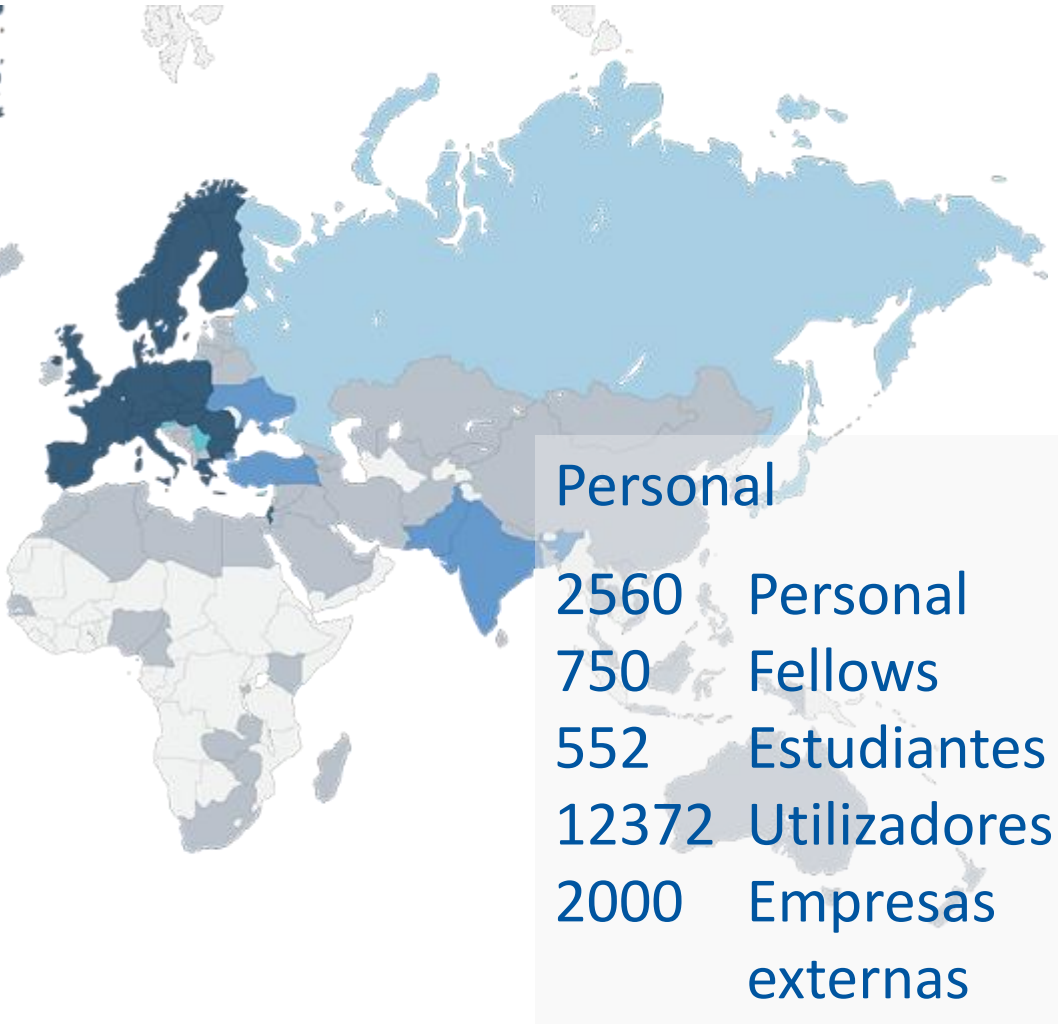 Personal
2560 Personal
750 Fellows
552 Estudiantes
12372 Utilizadores
2000 Empresas
externas